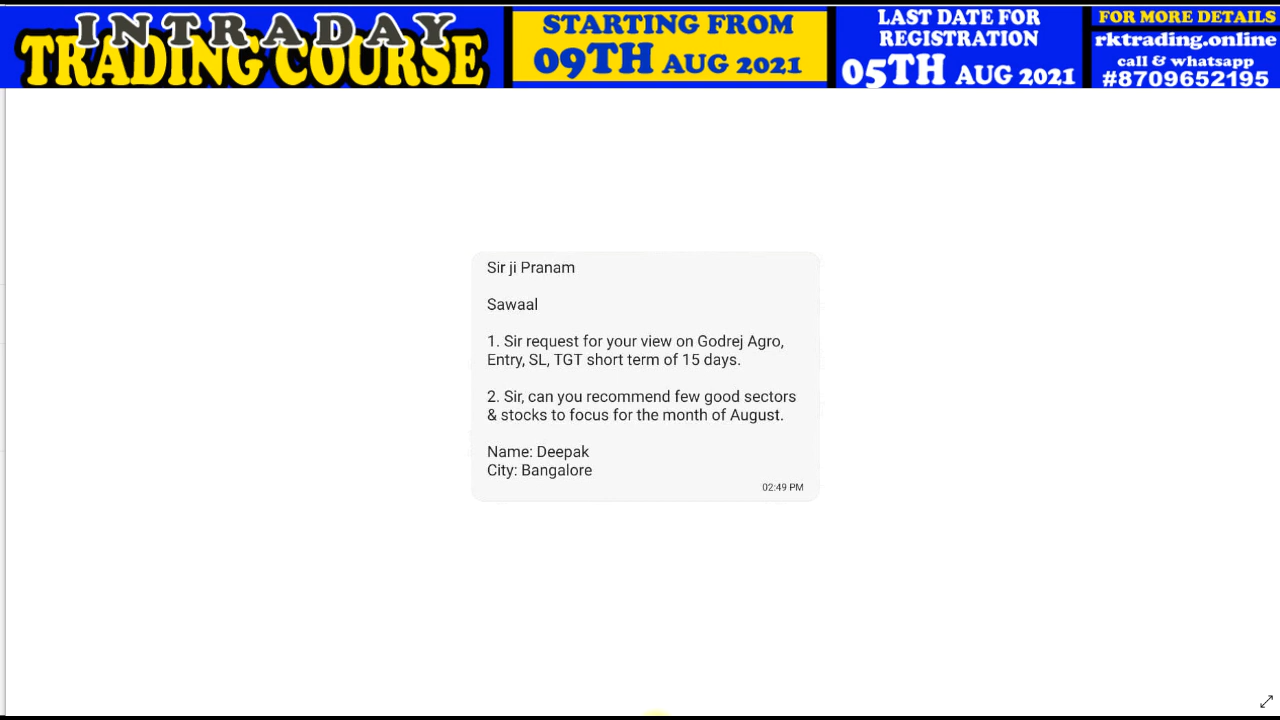 INTRADAY
TRADING COURSE
STARTING FROM
09TH AUG 2021
LAST DATE FOR
REGISTRATION
05TH AUG 2021
FOR MORE DETAILS
rktrading.online
call & whatsapp
#8709652195
Sir ji Pranam
Sawaal
1. Sir request for your view on Godrej Agro,
Entry, SL, TGT short term of 15 days.
2. Sir, can you recommend few good sectors
& stocks to focus for the month of August.
Name: Deepak
City: Bangalore
02:49 PM